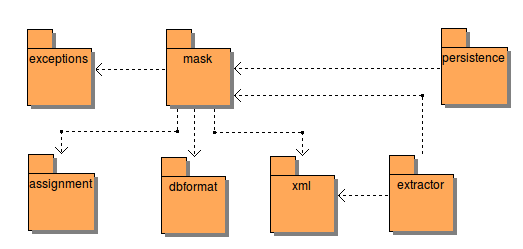 exceptions
mask
persistence
assignment
dbformat
xml
extractor